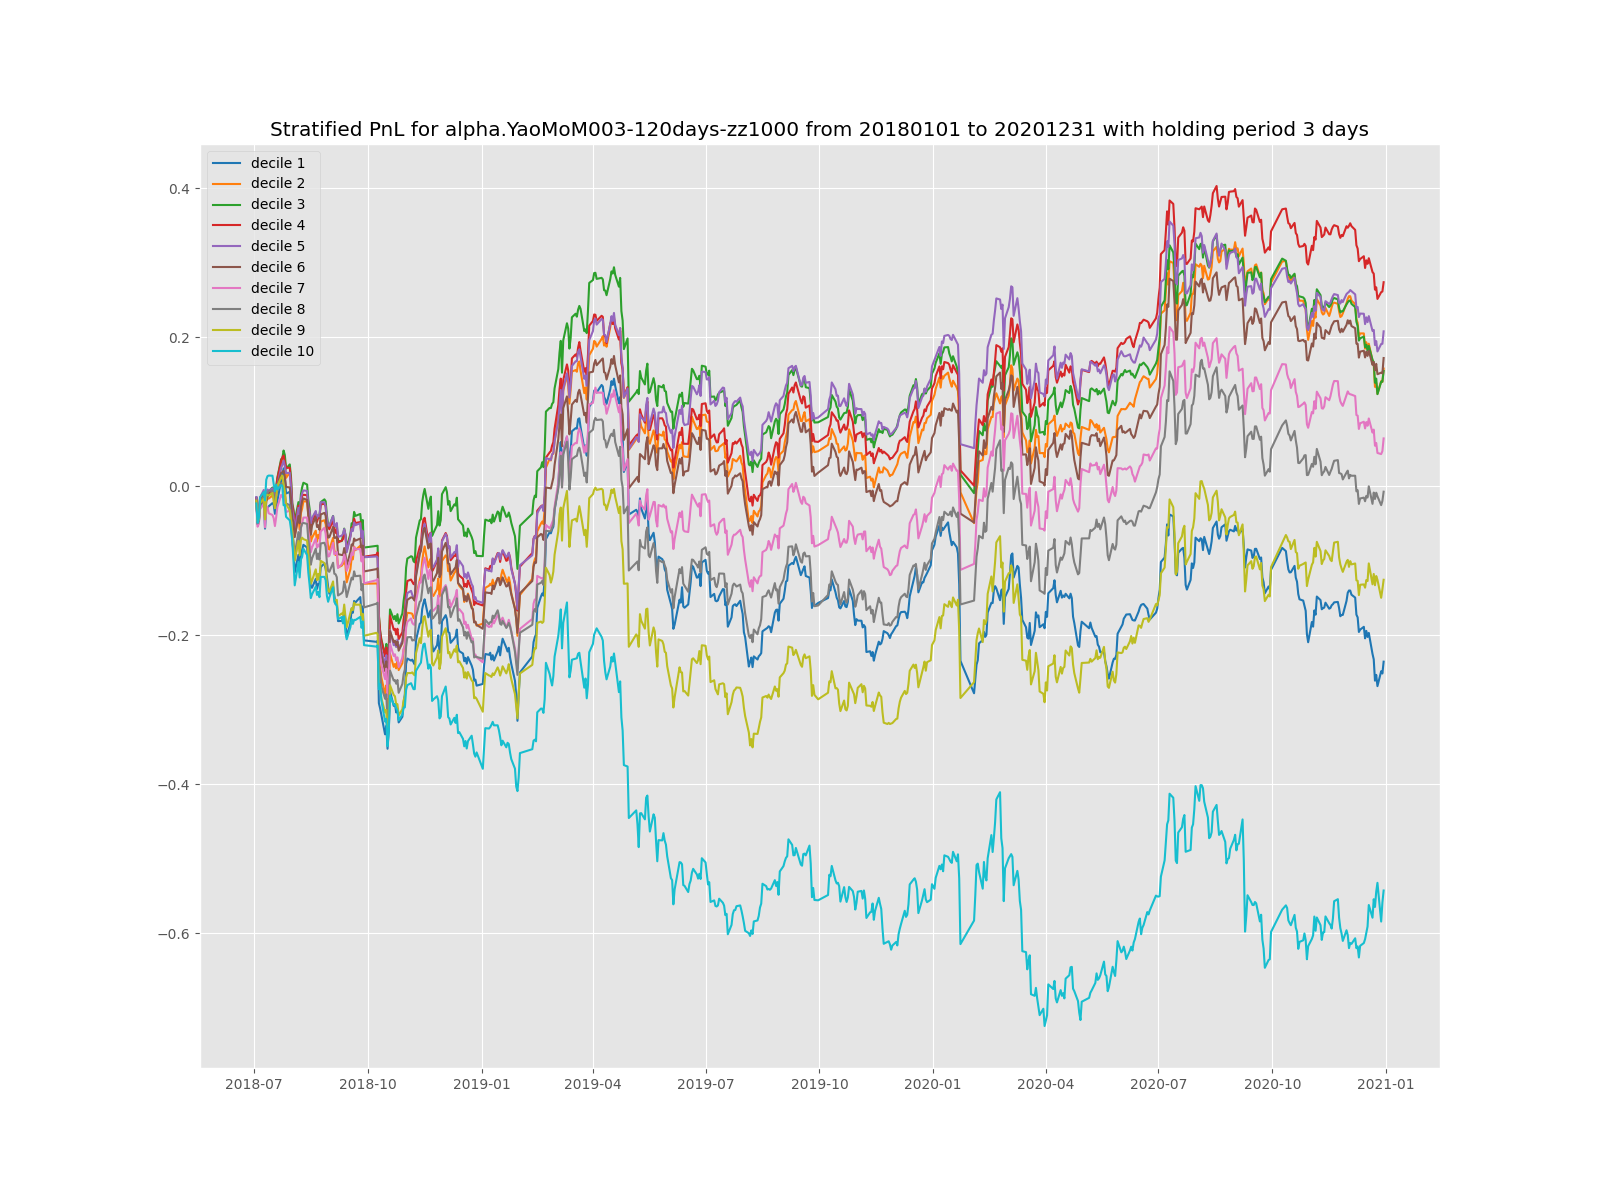 Stratified PnL for alpha.YaoMoM003-120days-zz1000 from 20180101 to 20201231 with holding period 3 days
decile 1
decile 2
decile 3
decile 4
decile 5
decile 6
decile 7
decile 8
decile 9
decile 10
0.4
0.2
0.0
−0.2
−0.4
−0.6
2018-07 2018-10 2019-01 2019-04 2019-07 2019-10 2020-01 2020-04 2020-07 2020-10 2021-01